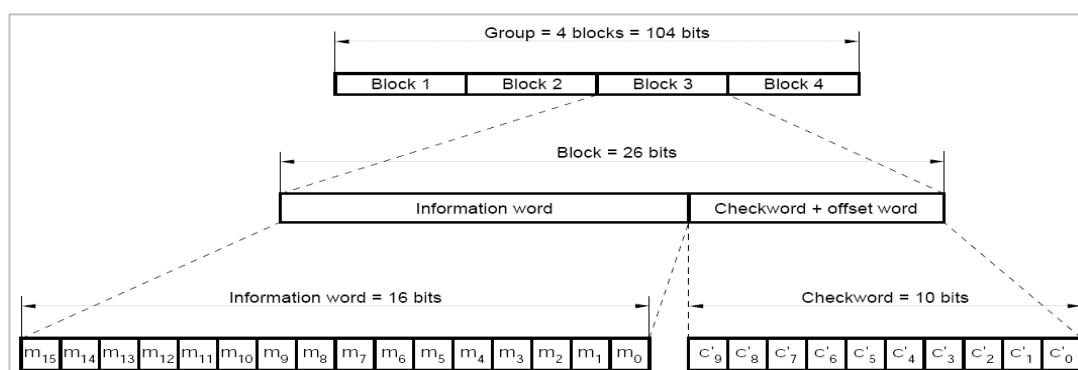 Group = 4 blocks = 104 bits
Block 1 Block 2 Block 3 Block 4
Block = 26 bits
Information word Checkword + offset word
Information word = 16 bits Checkword = 10 bits
m15 m14 m13 m12 m11 m10 m9 m8 m7 m6 m5 m4 m3 m2 m1 m0 c'9 c'8 c'7 c'6 c'5 c'4 c'3 c'2 c'1 c'0